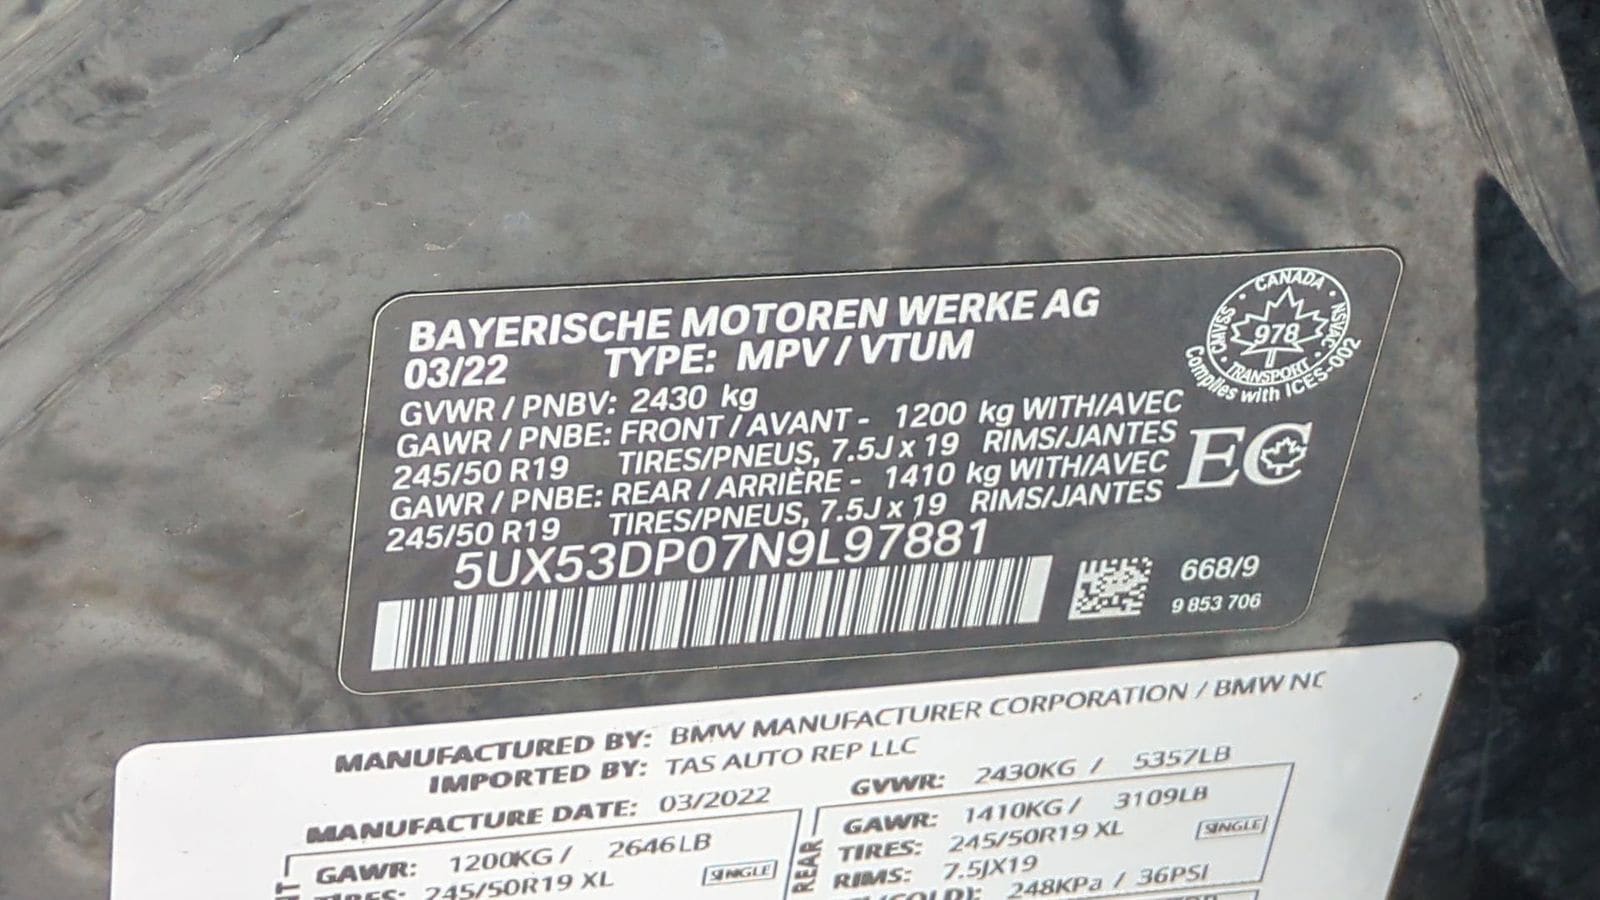 BAYERISCHE MOTOREN WERKE AG
03/22 TYPE: MPV / VTUM
GVWR / PNBV: 2430 kg
GAWR / PNBE: FRONT / AVANT - 1200 kg WITH/AVEC
245/50 R19 TIRES/PNEUS, 7.5J x 19 RIMS/JANTES
GAWR / PNBE: REAR / ARRIÈRE - 1410 kg WITH/AVEC
245/50 R19 TIRES/PNEUS, 7.5J x 19 RIMS/JANTES
5UX53DP07N9L97881
CANADA
CMVSS
NSVAC
978
TRANSPORT
Complies with ICES-002
EC
668/9
9 853 706
MANUFACTURED BY: BMW MANUFACTURER CORPORATION / BMW NC
IMPORTED BY: TAS AUTO REP LLC
MANUFACTURE DATE: 03/2022
GVWR: 2430KG / 5357LB
GAWR: 1200KG / 2646LB
245/50R19 XL SINGLE
REAR
GAWR: 1410KG / 3109LB
TIRES: 245/50R19 XL SINGLE
RIMS: 7.5JX19
248KPa / 36PSI